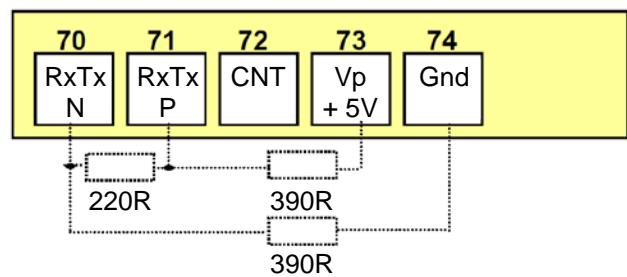 70 71 72 73 74
RxTx RxTx CNT Vp Gnd
N P + 5V
220R 390R
390R